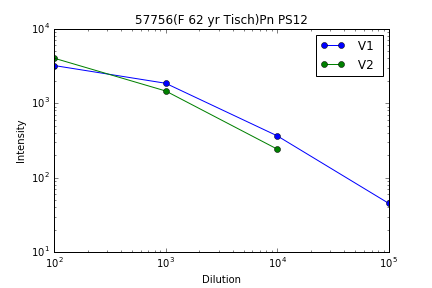 57756(F 62 yr Tisch)Pn PS12
10^4
10^3
10^2
10^1
Intensity
V1
V2
10^2 10^3 10^4 10^5
Dilution